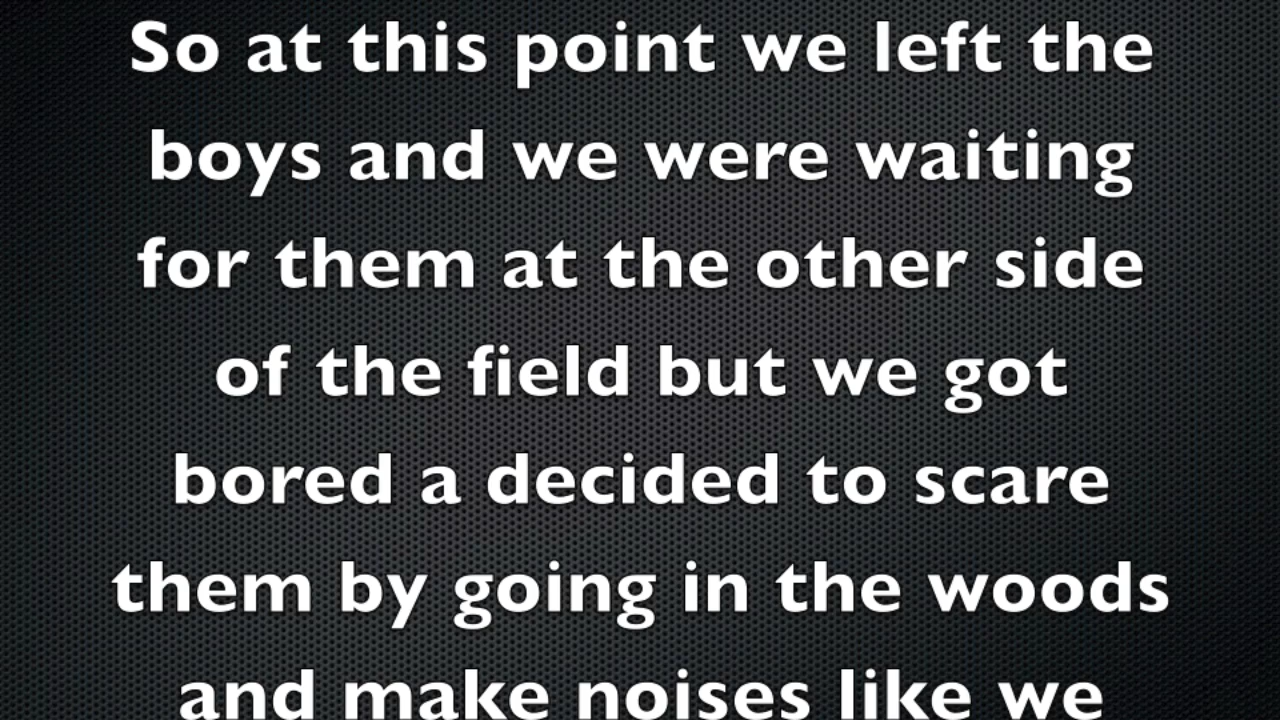 So at this point we left the
boys and we were waiting
for them at the other side
of the field but we got
bored a decided to scare
them by going in the woods
and make noises like we